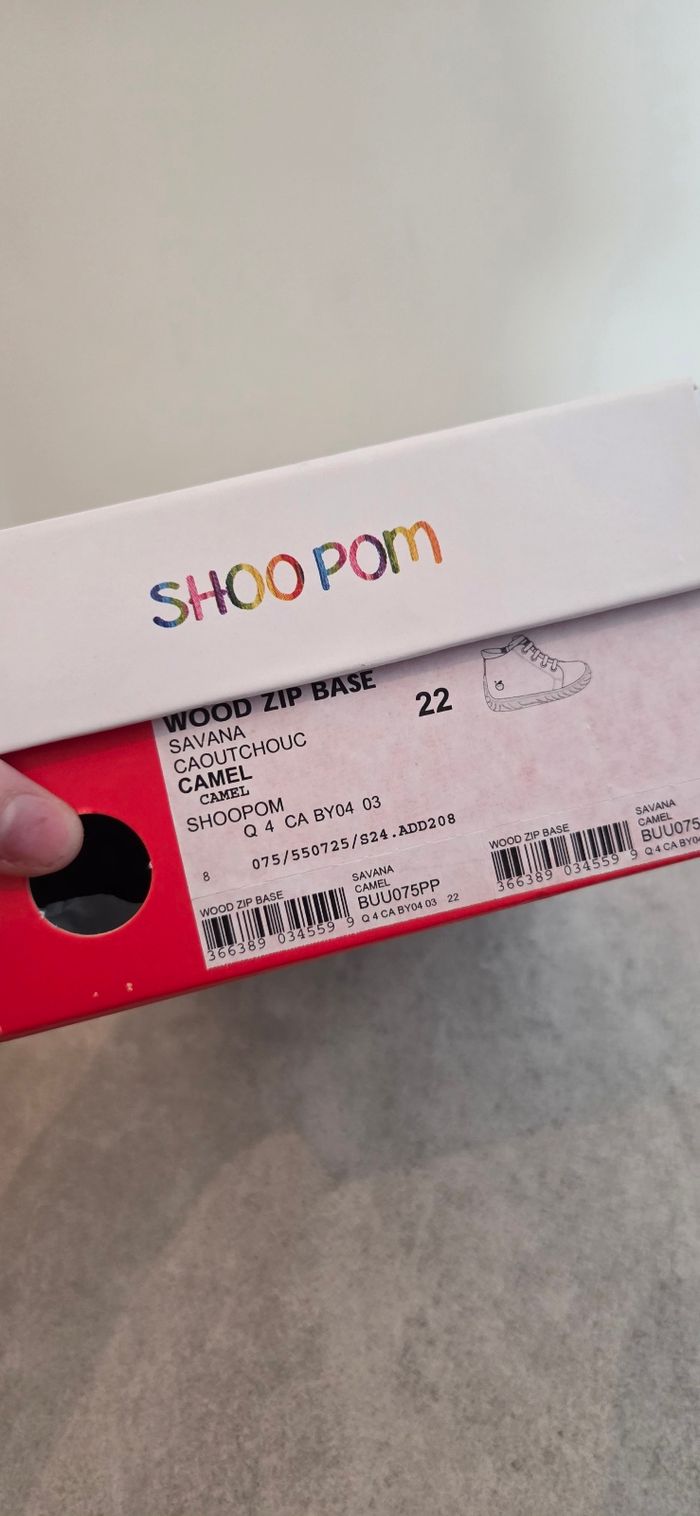 SHOO POM
WOOD ZIP BASE
22
SAVANA
CAOUTCHOUC
CAMEL
CAMEL
SHOOPOM
Q 4 CA BY04 03
8 075/550725/S24.ADD208
WOOD ZIP BASE
SAVANA
CAMEL
BUU075PP
Q 4 CA BY04 03 22
366389 034559 9
WOOD ZIP BASE
SAVANA
CAMEL
BUU075
Q 4 CA BY04
366389 034559 9